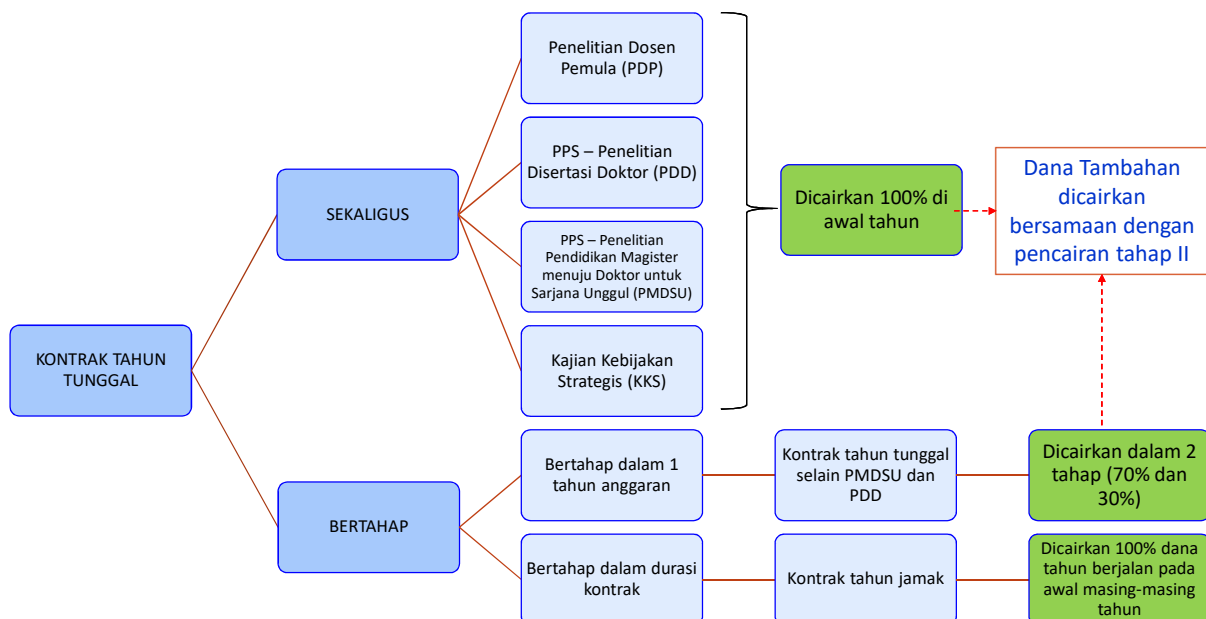 KONTRAK TAHUN
TUNGGAL
SEKALIGUS
BERTAHAP
Penelitian Dosen
Pemula (PDP)
PPS – Penelitian
Disertasi Doktor (PDD)
PPS – Penelitian
Pendidikan Magister
menuju Doktor untuk
Sarjana Unggul (PMDSU)
Kajian Kebijakan
Strategis (KKS)
Bertahap dalam 1
tahun anggaran
Bertahap dalam durasi
kontrak
Dicairkan 100% di
awal tahun
Kontrak tahun tunggal
selain PMDSU dan
PDD
Kontrak tahun jamak
Dana Tambahan
dicairkan
bersamaan dengan
pencairan tahap II
Dicairkan dalam 2
tahap (70% dan
30%)
Dicairkan 100% dana
tahun berjalan pada
awal masing-masing
tahun